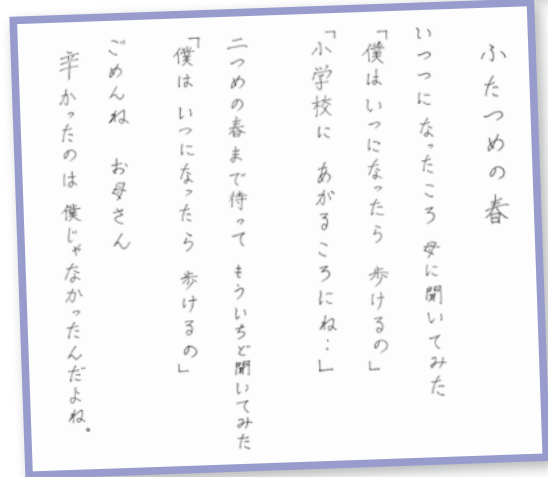 ふたつめの春
いつつになったころ 母に聞いてみた
「僕はいつになったら 歩けるの」
「小学校に あがるころにね…」
二つめの春まで待って もういちど聞いてみた
「僕は いつになったら 歩けるの」
ごめんね お母さん
辛かったのは 僕じゃなかったんだよね。